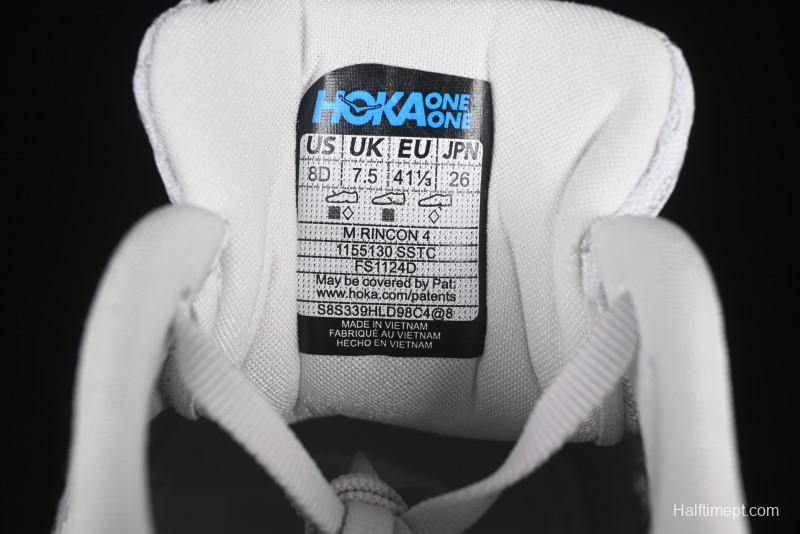 HOKA ONE ONE
US UK EU JPN
8D 7.5 41⅓ 26
M RINCON 4
1155130 SSTC
FS1124D
May be covered by Pat:
www.hoka.com/patents
S8S339HLD98C4@8
MADE IN VIETNAM
FABRIQUÉ AU VIETNAM
HECHO EN VIETNAM
Halftimept.com